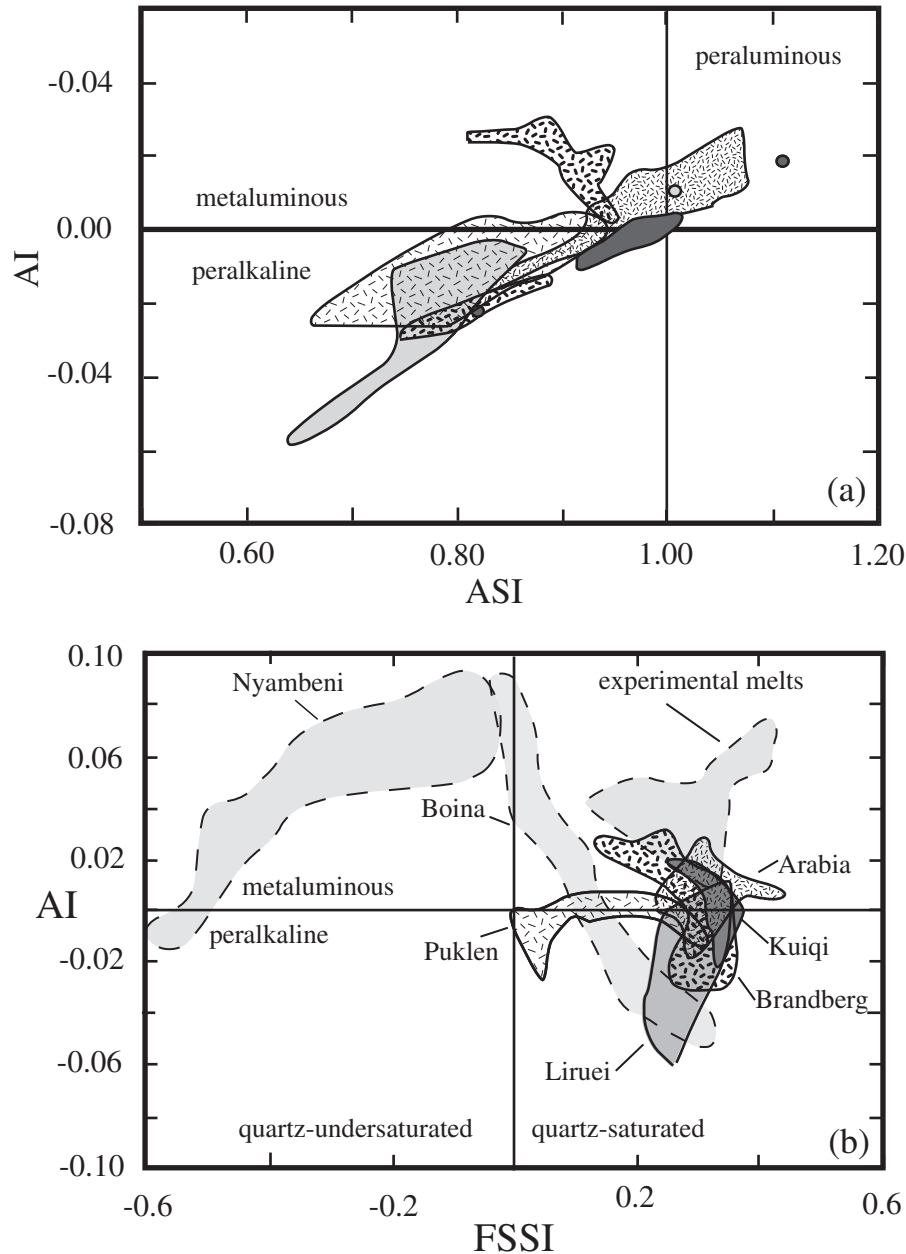 -0.04
peraluminous
metaluminous
0.00
AI
peralkaline
-0.04
(a)
-0.08
0.60
0.80
1.00
1.20
ASI
0.10
Nyambeni
experimental melts
0.06
Boina
0.02
Arabia
metaluminous
AI
peralkaline
Puklen
Kuiqi
-0.02
Brandberg
-0.06
Liruei
quartz-undersaturated
quartz-saturated
(b)
-0.10
-0.6
-0.2
0.2
0.6
FSSI